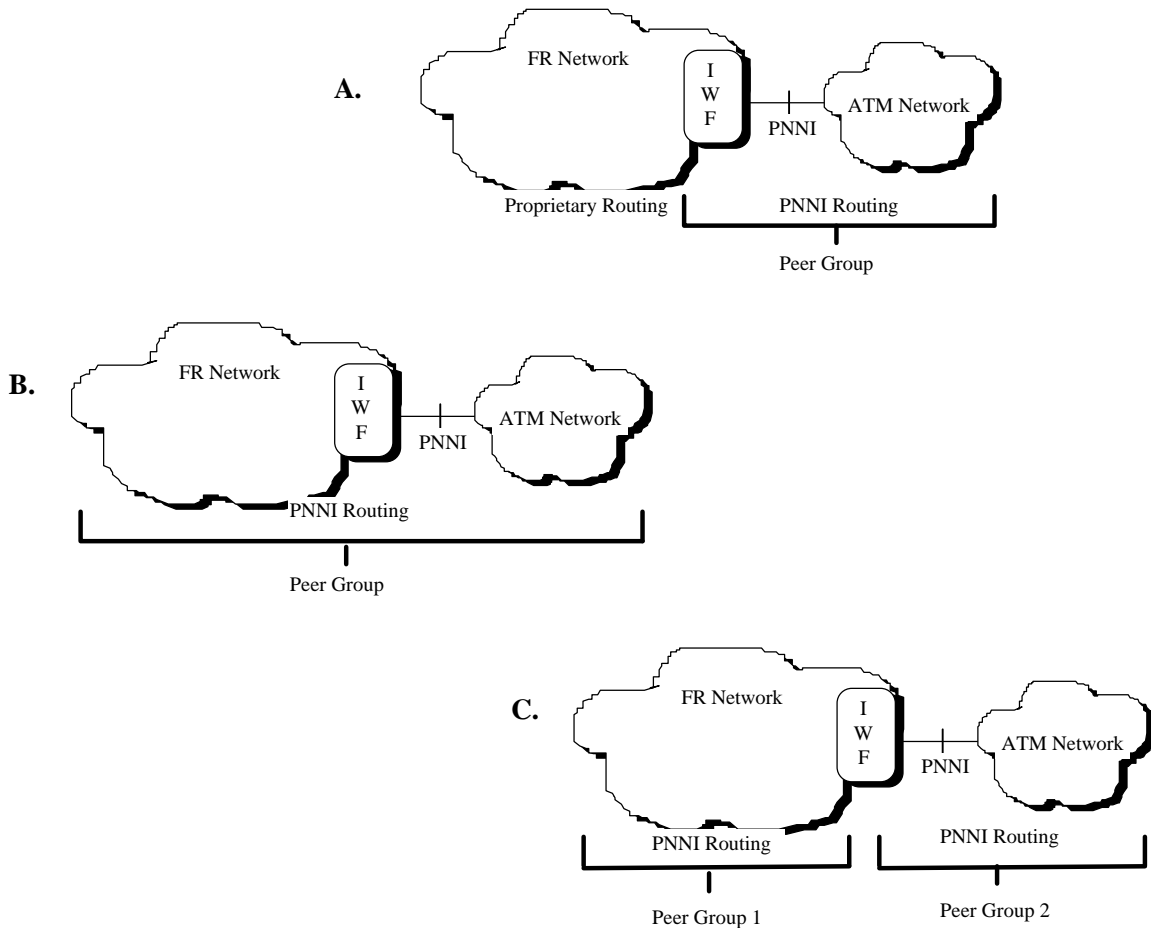 A.
FR Network
I
W
F
PNNI
ATM Network
Proprietary Routing
PNNI Routing
Peer Group
B.
FR Network
I
W
F
PNNI
ATM Network
PNNI Routing
Peer Group
C.
FR Network
I
W
F
PNNI
ATM Network
PNNI Routing
PNNI Routing
Peer Group 1
Peer Group 2